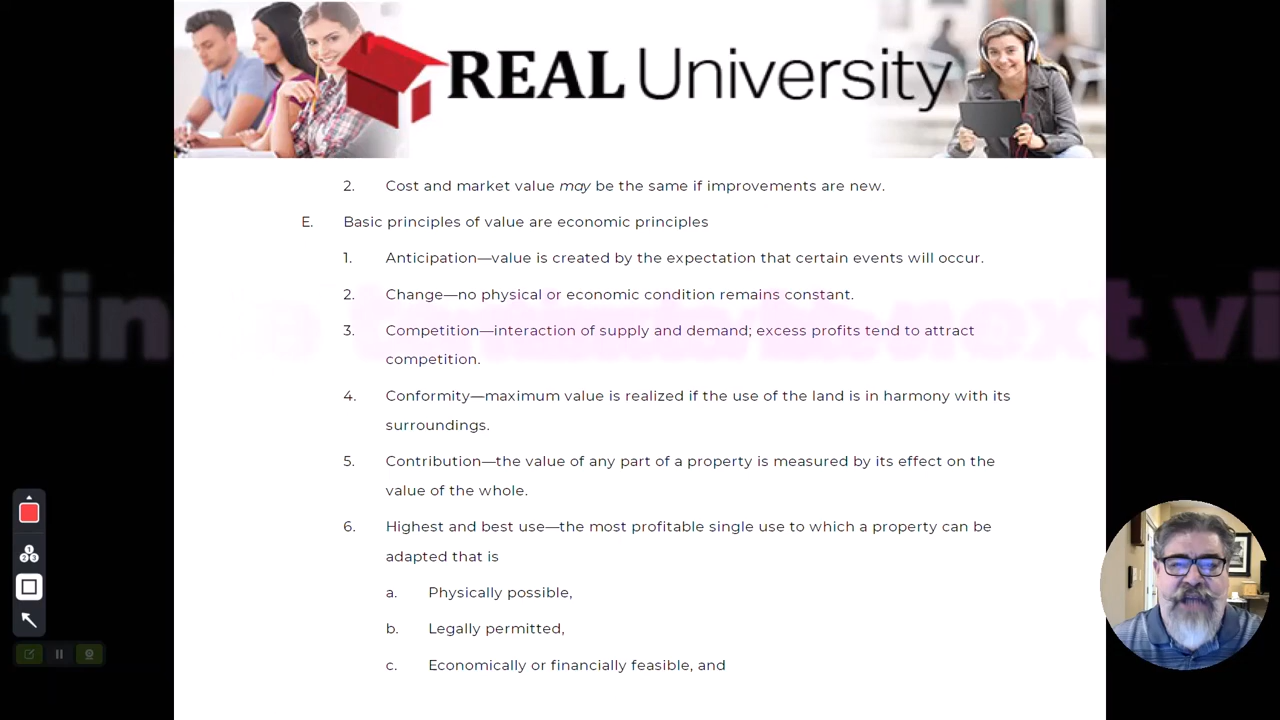 REAL University
2. Cost and market value may be the same if improvements are new.
E. Basic principles of value are economic principles
1. Anticipation—value is created by the expectation that certain events will occur.
2. Change—no physical or economic condition remains constant.
3. Competition—interaction of supply and demand; excess profits tend to attract
competition.
4. Conformity—maximum value is realized if the use of the land is in harmony with its
surroundings.
5. Contribution—the value of any part of a property is measured by its effect on the
value of the whole.
6. Highest and best use—the most profitable single use to which a property can be
adapted that is
a. Physically possible,
b. Legally permitted,
c. Economically or financially feasible, and